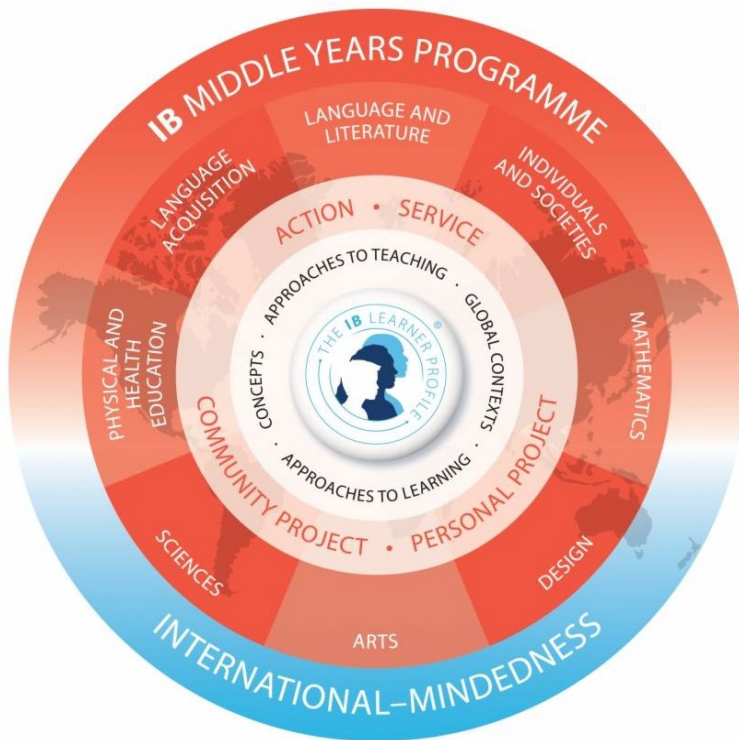 IB MIDDLE YEARS PROGRAMME
LANGUAGE AND
LITERATURE
INDIVIDUALS
AND SOCIETIES
MATHEMATICS
DESIGN
ARTS
SCIENCES
PHYSICAL AND
HEALTH
EDUCATION
LANGUAGE
ACQUISITION
ACTION • SERVICE
PERSONAL PROJECT •
COMMUNITY PROJECT
APPROACHES TO TEACHING ·
GLOBAL CONTEXTS ·
APPROACHES TO LEARNING ·
CONCEPTS ·
THE IB LEARNER PROFILE ®
INTERNATIONAL–MINDEDNESS